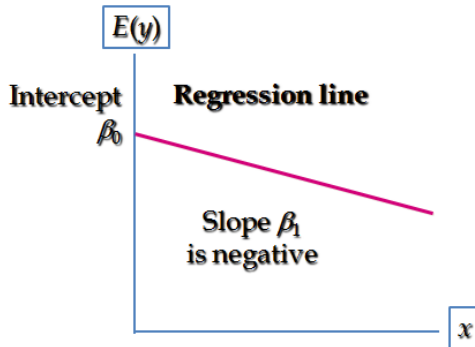 E(y)
Intercept
β₀
Regression line
Slope β₁
is negative
x